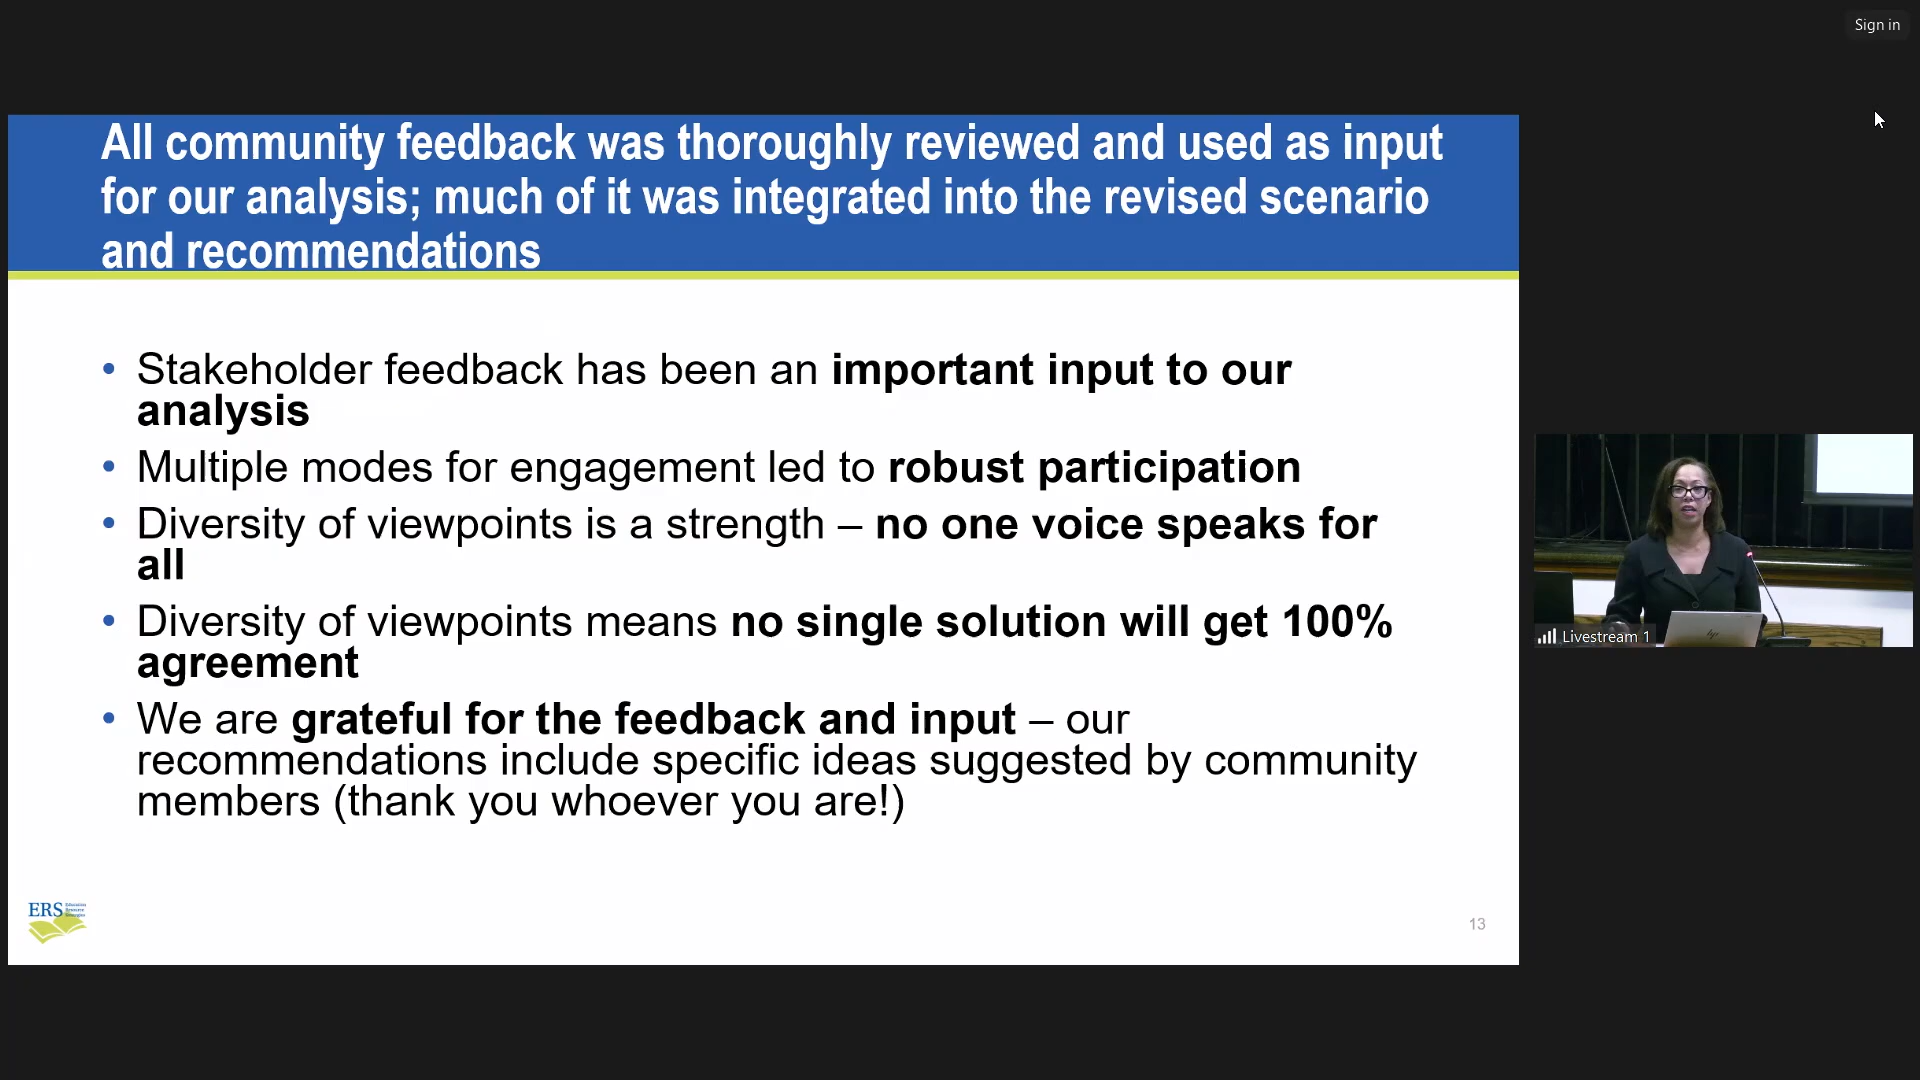 Sign in
All community feedback was thoroughly reviewed and used as input
for our analysis; much of it was integrated into the revised scenario
and recommendations
• Stakeholder feedback has been an important input to our
analysis
• Multiple modes for engagement led to robust participation
• Diversity of viewpoints is a strength – no one voice speaks for
all
• Diversity of viewpoints means no single solution will get 100%
agreement
• We are grateful for the feedback and input – our
recommendations include specific ideas suggested by community
members (thank you whoever you are!)
ERS Education
Resource
Strategies
13
Livestream 1
hp